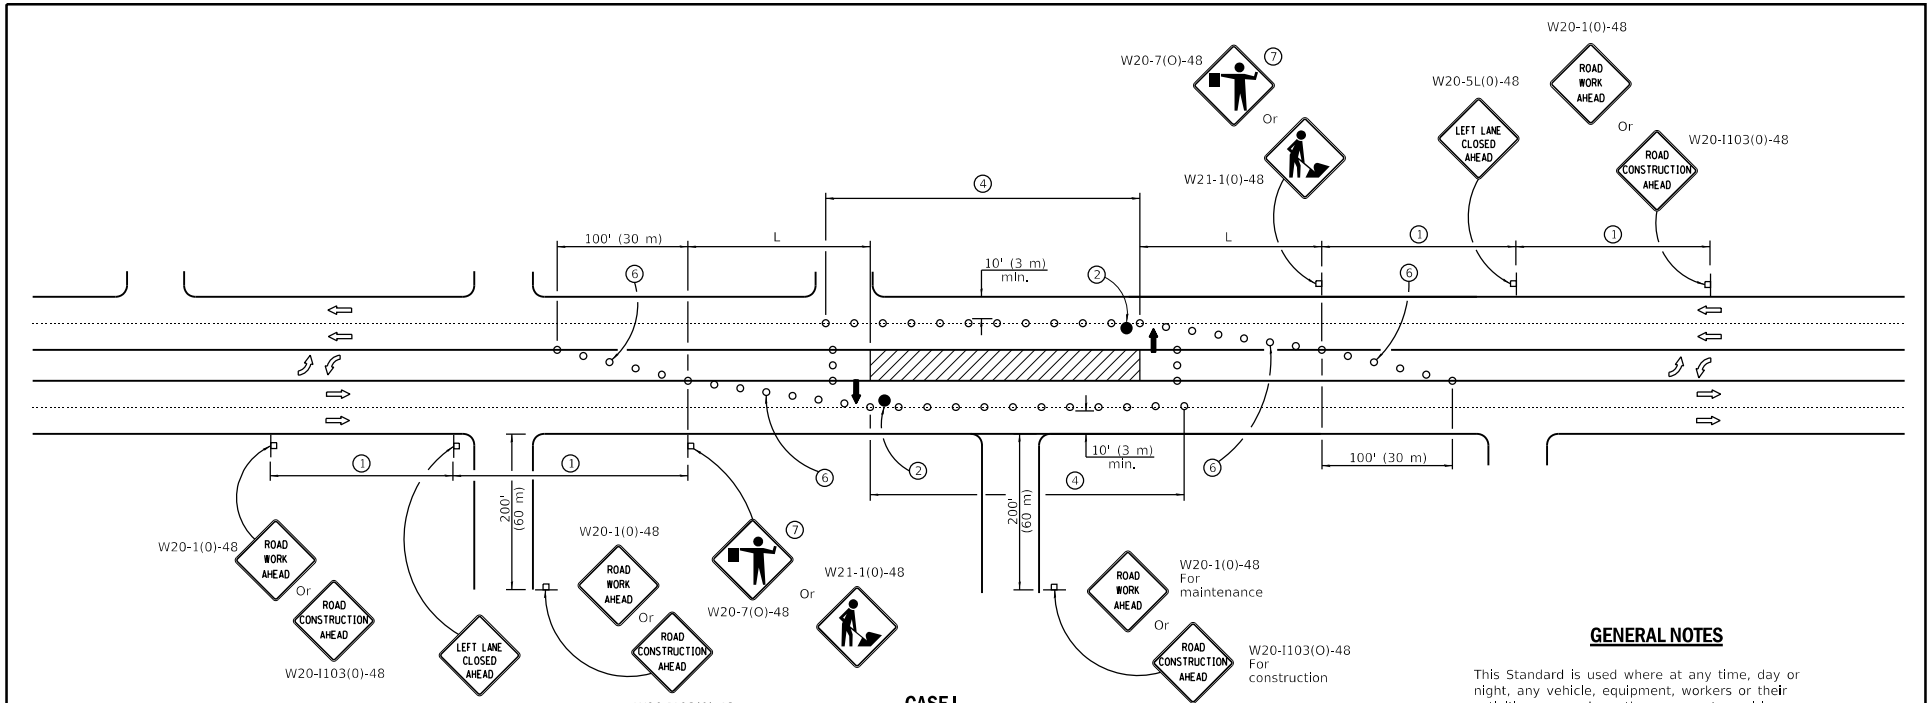 W20-1(0)-48
W20-7(O)-48
7
ROAD
WORK
AHEAD
W20-5L(0)-48
Or
Or
LEFT LANE
CLOSED
AHEAD
W20-I103(0)-48
ROAD
CONSTRUCTION
AHEAD
W21-1(0)-48
4
100' (30 m)
L
L
1
1
6
10' (3 m)
min.
2
6
10' (3 m)
min.
100' (30 m)
1
1
6
2
6
4
200'
(60 m)
200'
(60 m)
W20-1(0)-48
ROAD
WORK
AHEAD
Or
ROAD
CONSTRUCTION
AHEAD
W20-I103(0)-48
LEFT LANE
CLOSED
AHEAD
W20-1(0)-48
ROAD
WORK
AHEAD
Or
ROAD
CONSTRUCTION
AHEAD
7
W20-7(O)-48
Or
W21-1(0)-48
ROAD
WORK
AHEAD
W20-1(0)-48
For
maintenance
Or
ROAD
CONSTRUCTION
AHEAD
W20-I103(O)-48
For
construction
CASE I
GENERAL NOTES
This Standard is used where at any time, day or
night, any vehicle, equipment, workers or their